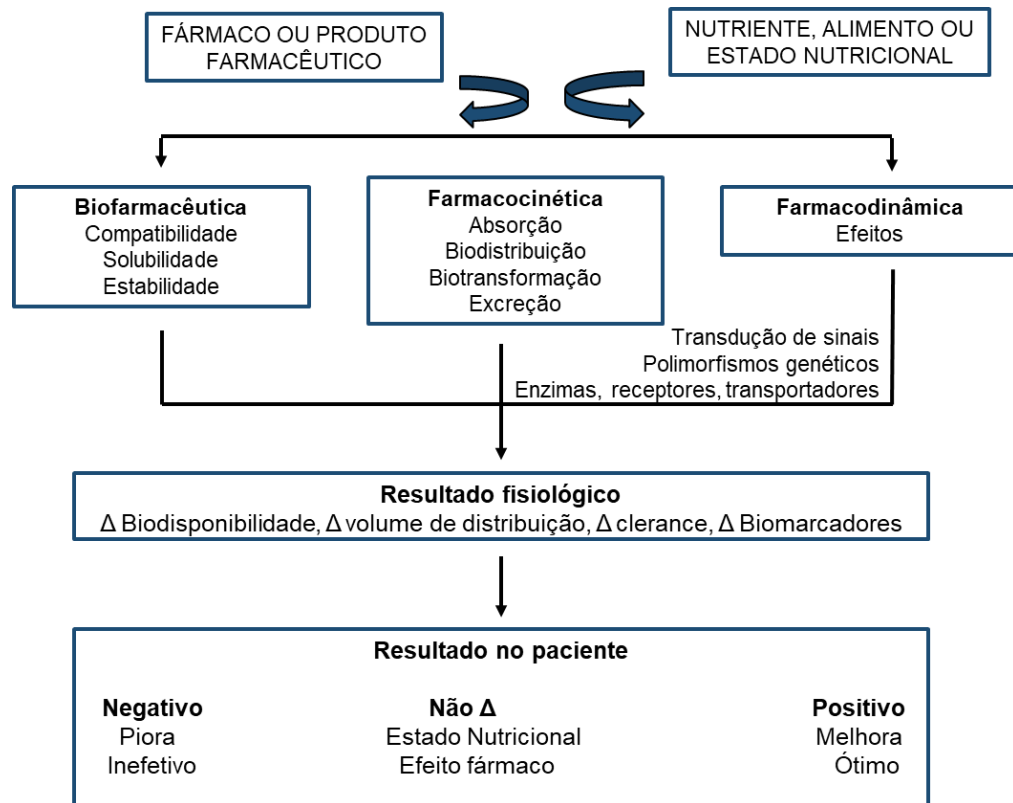 FÁRMACO OU PRODUTO
FARMACÊUTICO
NUTRIENTE, ALIMENTO OU
ESTADO NUTRICIONAL
Biofarmacêutica
Compatibilidade
Solubilidade
Estabilidade
Farmacocinética
Absorção
Biodistribuição
Biotransformação
Excreção
Farmacodinâmica
Efeitos
Transdução de sinais
Polimorfismos genéticos
Enzimas, receptores, transportadores
Resultado fisiológico
Δ Biodisponibilidade, Δ volume de distribuição, Δ clerance, Δ Biomarcadores
Resultado no paciente
Negativo
Piora
Inefetivo
Não Δ
Estado Nutricional
Efeito fármaco
Positivo
Melhora
Ótimo